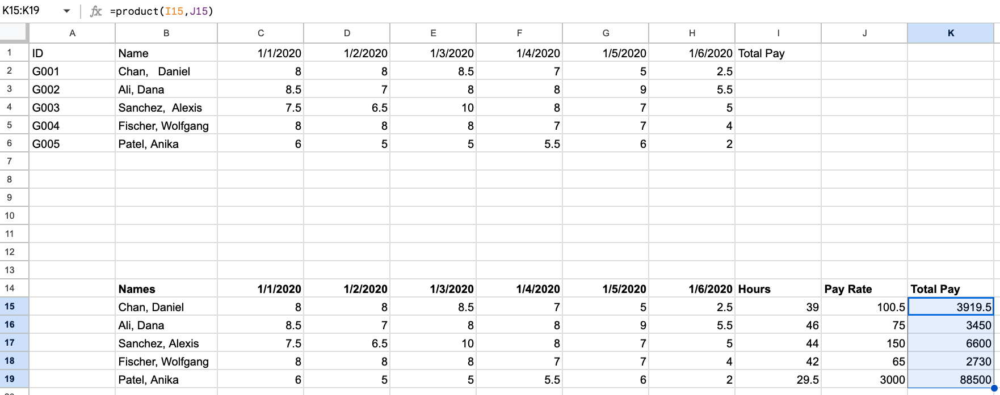 K15:K19 fx =product(I15,J15)
A B C D E F G H I J K
1 ID Name 1/1/2020 1/2/2020 1/3/2020 1/4/2020 1/5/2020 1/6/2020 Total Pay
2 G001 Chan,   Daniel 8 8 8.5 7 5 2.5
3 G002 Ali, Dana 8.5 7 8 8 9 5.5
4 G003 Sanchez,  Alexis 7.5 6.5 10 8 7 5
5 G004 Fischer, Wolfgang 8 8 8 7 7 4
6 G005 Patel, Anika 6 5 5 5.5 6 2
7
8
9
10
11
12
13
14 Names 1/1/2020 1/2/2020 1/3/2020 1/4/2020 1/5/2020 1/6/2020 Hours Pay Rate Total Pay
15 Chan, Daniel 8 8 8.5 7 5 2.5 39 100.5 3919.5
16 Ali, Dana 8.5 7 8 8 9 5.5 46 75 3450
17 Sanchez, Alexis 7.5 6.5 10 8 7 5 44 150 6600
18 Fischer, Wolfgang 8 8 8 7 7 4 42 65 2730
19 Patel, Anika 6 5 5 5.5 6 2 29.5 3000 88500